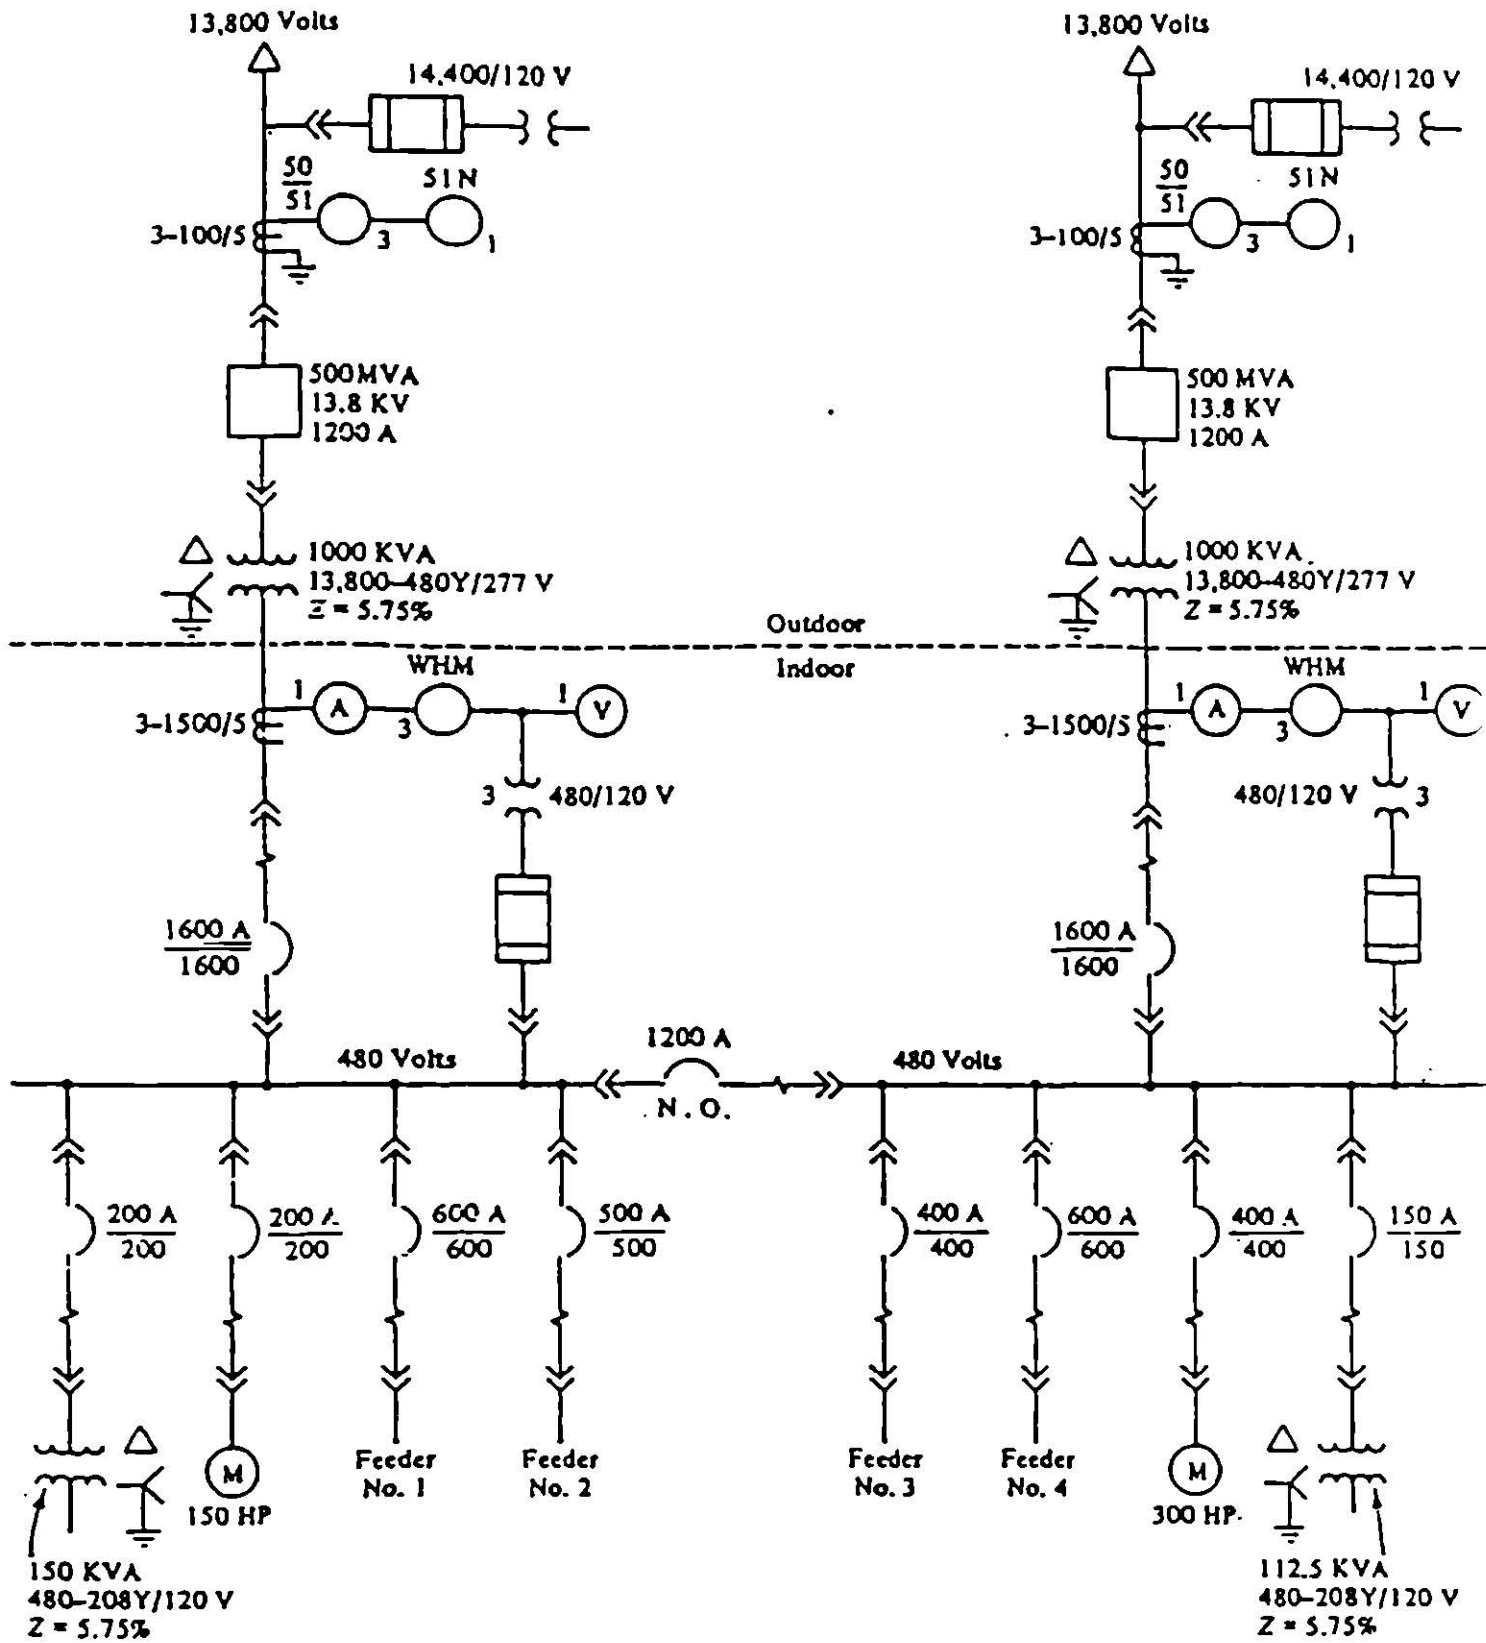 13,800 Volts
14,400/120 V
50
51
51N
3
1
3-100/5
500MVA
13.8 KV
1200 A
1000 KVA
13,800-480Y/277 V
Z = 5.75%
13,800 Volts
14,400/120 V
50
51
51N
3
1
3-100/5
500 MVA
13.8 KV
1200 A
1000 KVA
13,800-480Y/277 V
Z = 5.75%
Outdoor
Indoor
WHM
1
A
3
1
V
3-1500/5
3
480/120 V
1600 A
1600
WHM
1
A
3
1
V
3-1500/5
480/120 V
3
1600 A
1600
480 Volts
1200 A
N.O.
480 Volts
200 A
200
200 A
200
600 A
600
500 A
500
400 A
400
600 A
600
400 A
400
150 A
150
150 KVA
480-208Y/120 V
Z = 5.75%
M
150 HP
Feeder
No. 1
Feeder
No. 2
Feeder
No. 3
Feeder
No. 4
M
300 HP
112.5 KVA
480-208Y/120 V
Z = 5.75%